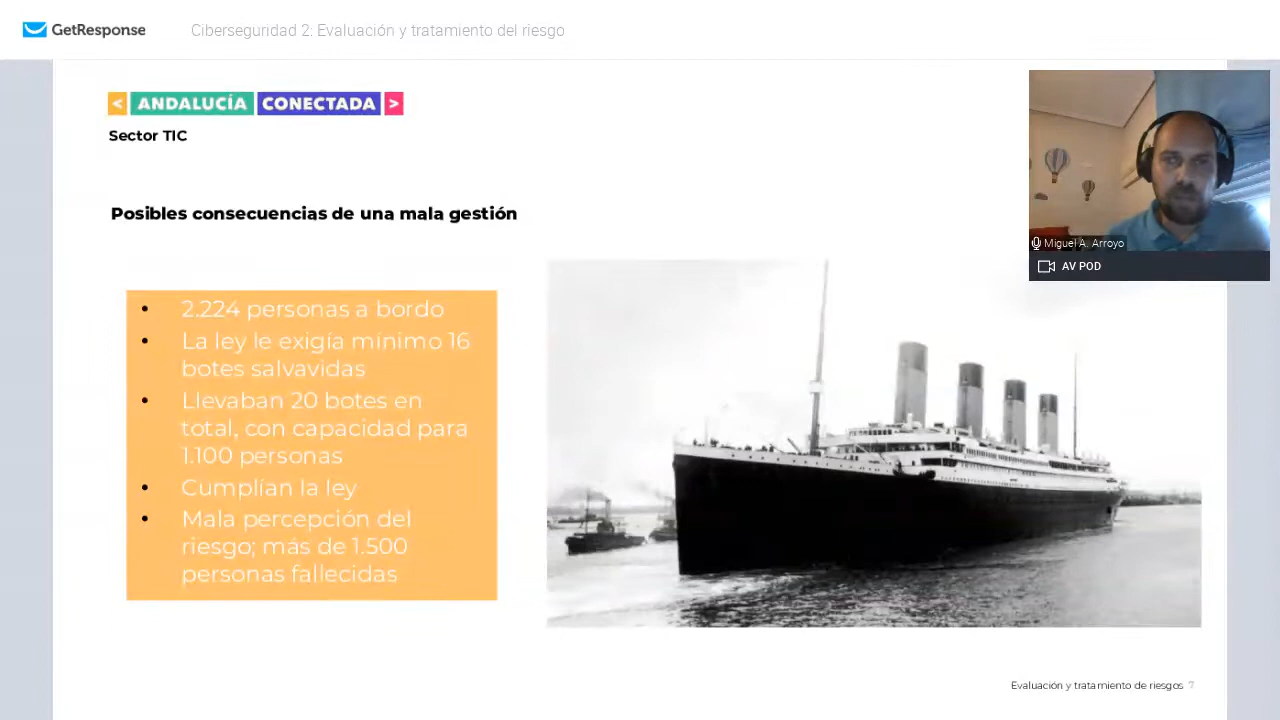 GetResponse
Ciberseguridad 2: Evaluación y tratamiento del riesgo
< ANDALUCÍA CONECTADA >
Sector TIC
Posibles consecuencias de una mala gestión
• 2.224 personas a bordo
• La ley le exigía mínimo 16
botes salvavidas
• Llevaban 20 botes en
total, con capacidad para
1.100 personas
• Cumplían la ley
• Mala percepción del
riesgo; más de 1.500
personas fallecidas
Miguel A. Arroyo
AV POD
Evaluación y tratamiento de riesgos 7